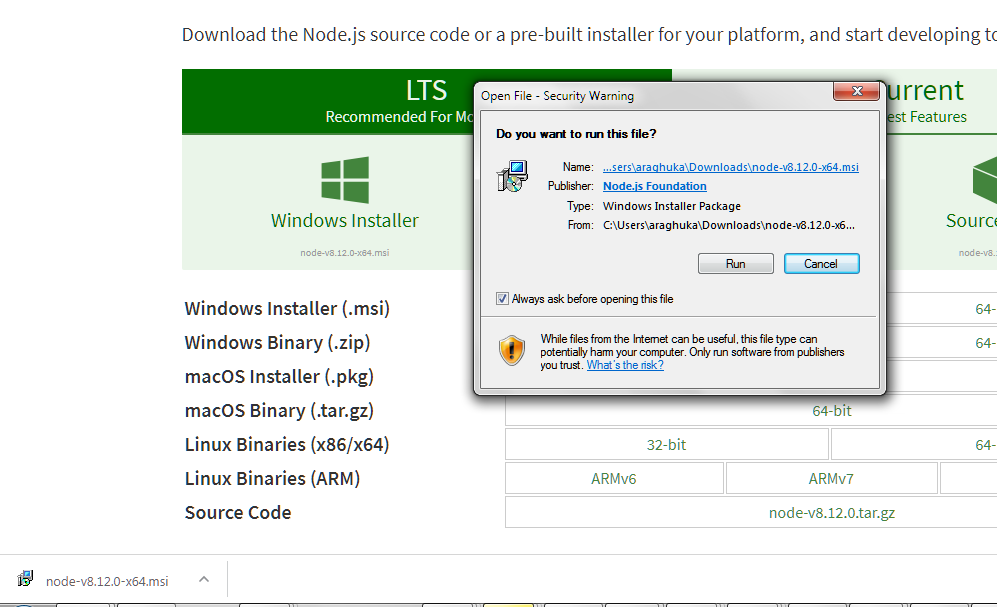 Download the Node.js source code or a pre-built installer for your platform, and start developing
LTS
Recommended For
Windows Installer
node-v8.12.0-x64.msi
Open File - Security Warning
Do you want to run this file?
Name: ...sers\araghuka\Downloads\node-v8.12.0-x64.msi
Publisher: Node.js Foundation
Type: Windows Installer Package
From: C:\Users\araghuka\Downloads\node-v8.12.0-x6...
Run Cancel
Always ask before opening this file
While files from the Internet can be useful, this file type can
potentially harm your computer. Only run software from publishers
you trust. What's the risk?
urrent
est Features
Source
node-v8.
Windows Installer (.msi) 64-
Windows Binary (.zip) 64-
macOS Installer (.pkg)
macOS Binary (.tar.gz) 64-bit
Linux Binaries (x86/x64) 32-bit 64-
Linux Binaries (ARM) ARMv6 ARMv7
Source Code node-v8.12.0.tar.gz
node-v8.12.0-x64.msi